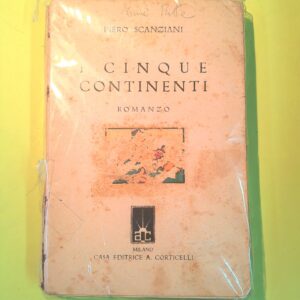 PIERO SCANZIANI
I CINQUE
CONTINENTI
ROMANZO
MILANO
CASA EDITRICE A. CORTICELLI